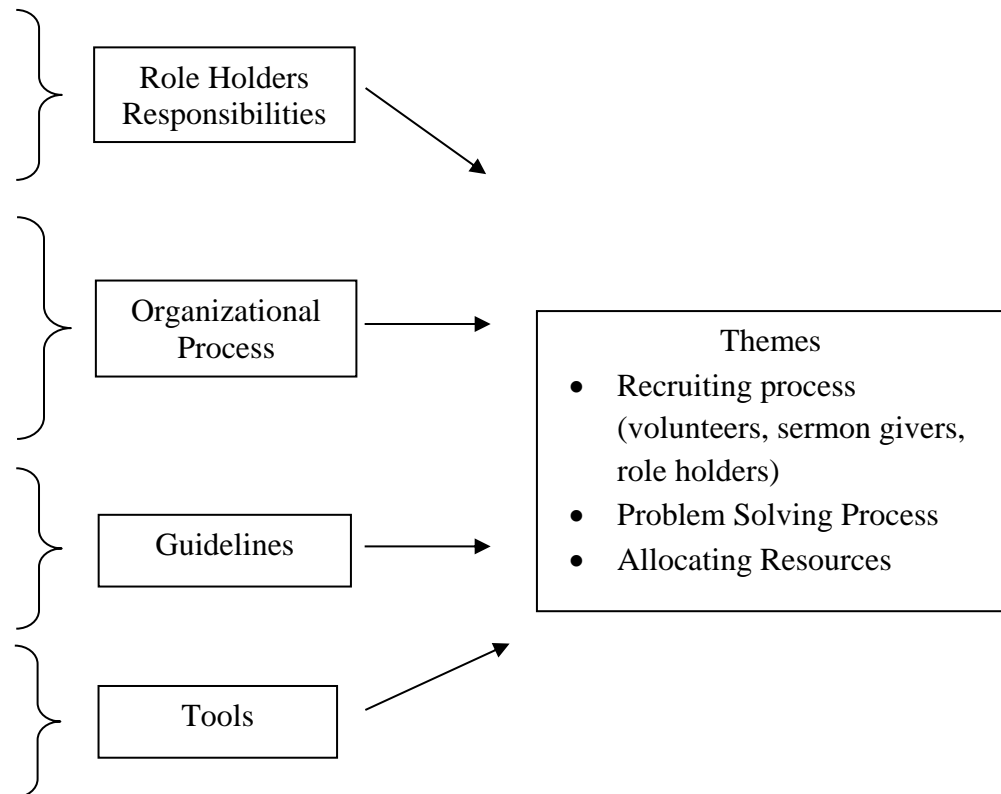 Role Holders
Responsibilities
Organizational
Process
Guidelines
Tools
Themes
• Recruiting process
(volunteers, sermon givers,
role holders)
• Problem Solving Process
• Allocating Resources